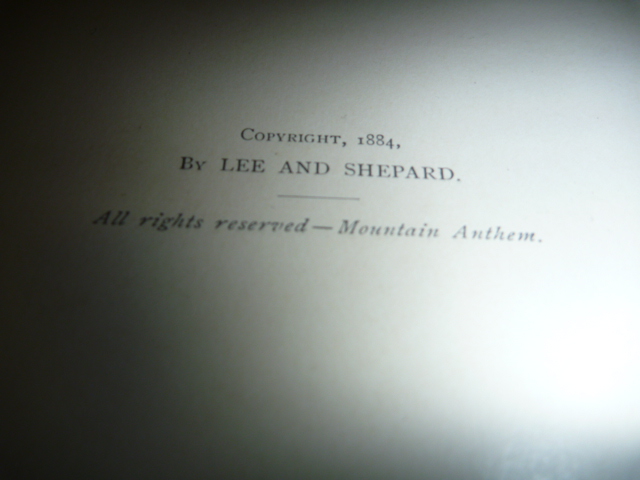 Copyright, 1884,
By LEE AND SHEPARD.
All rights reserved — Mountain Anthem.